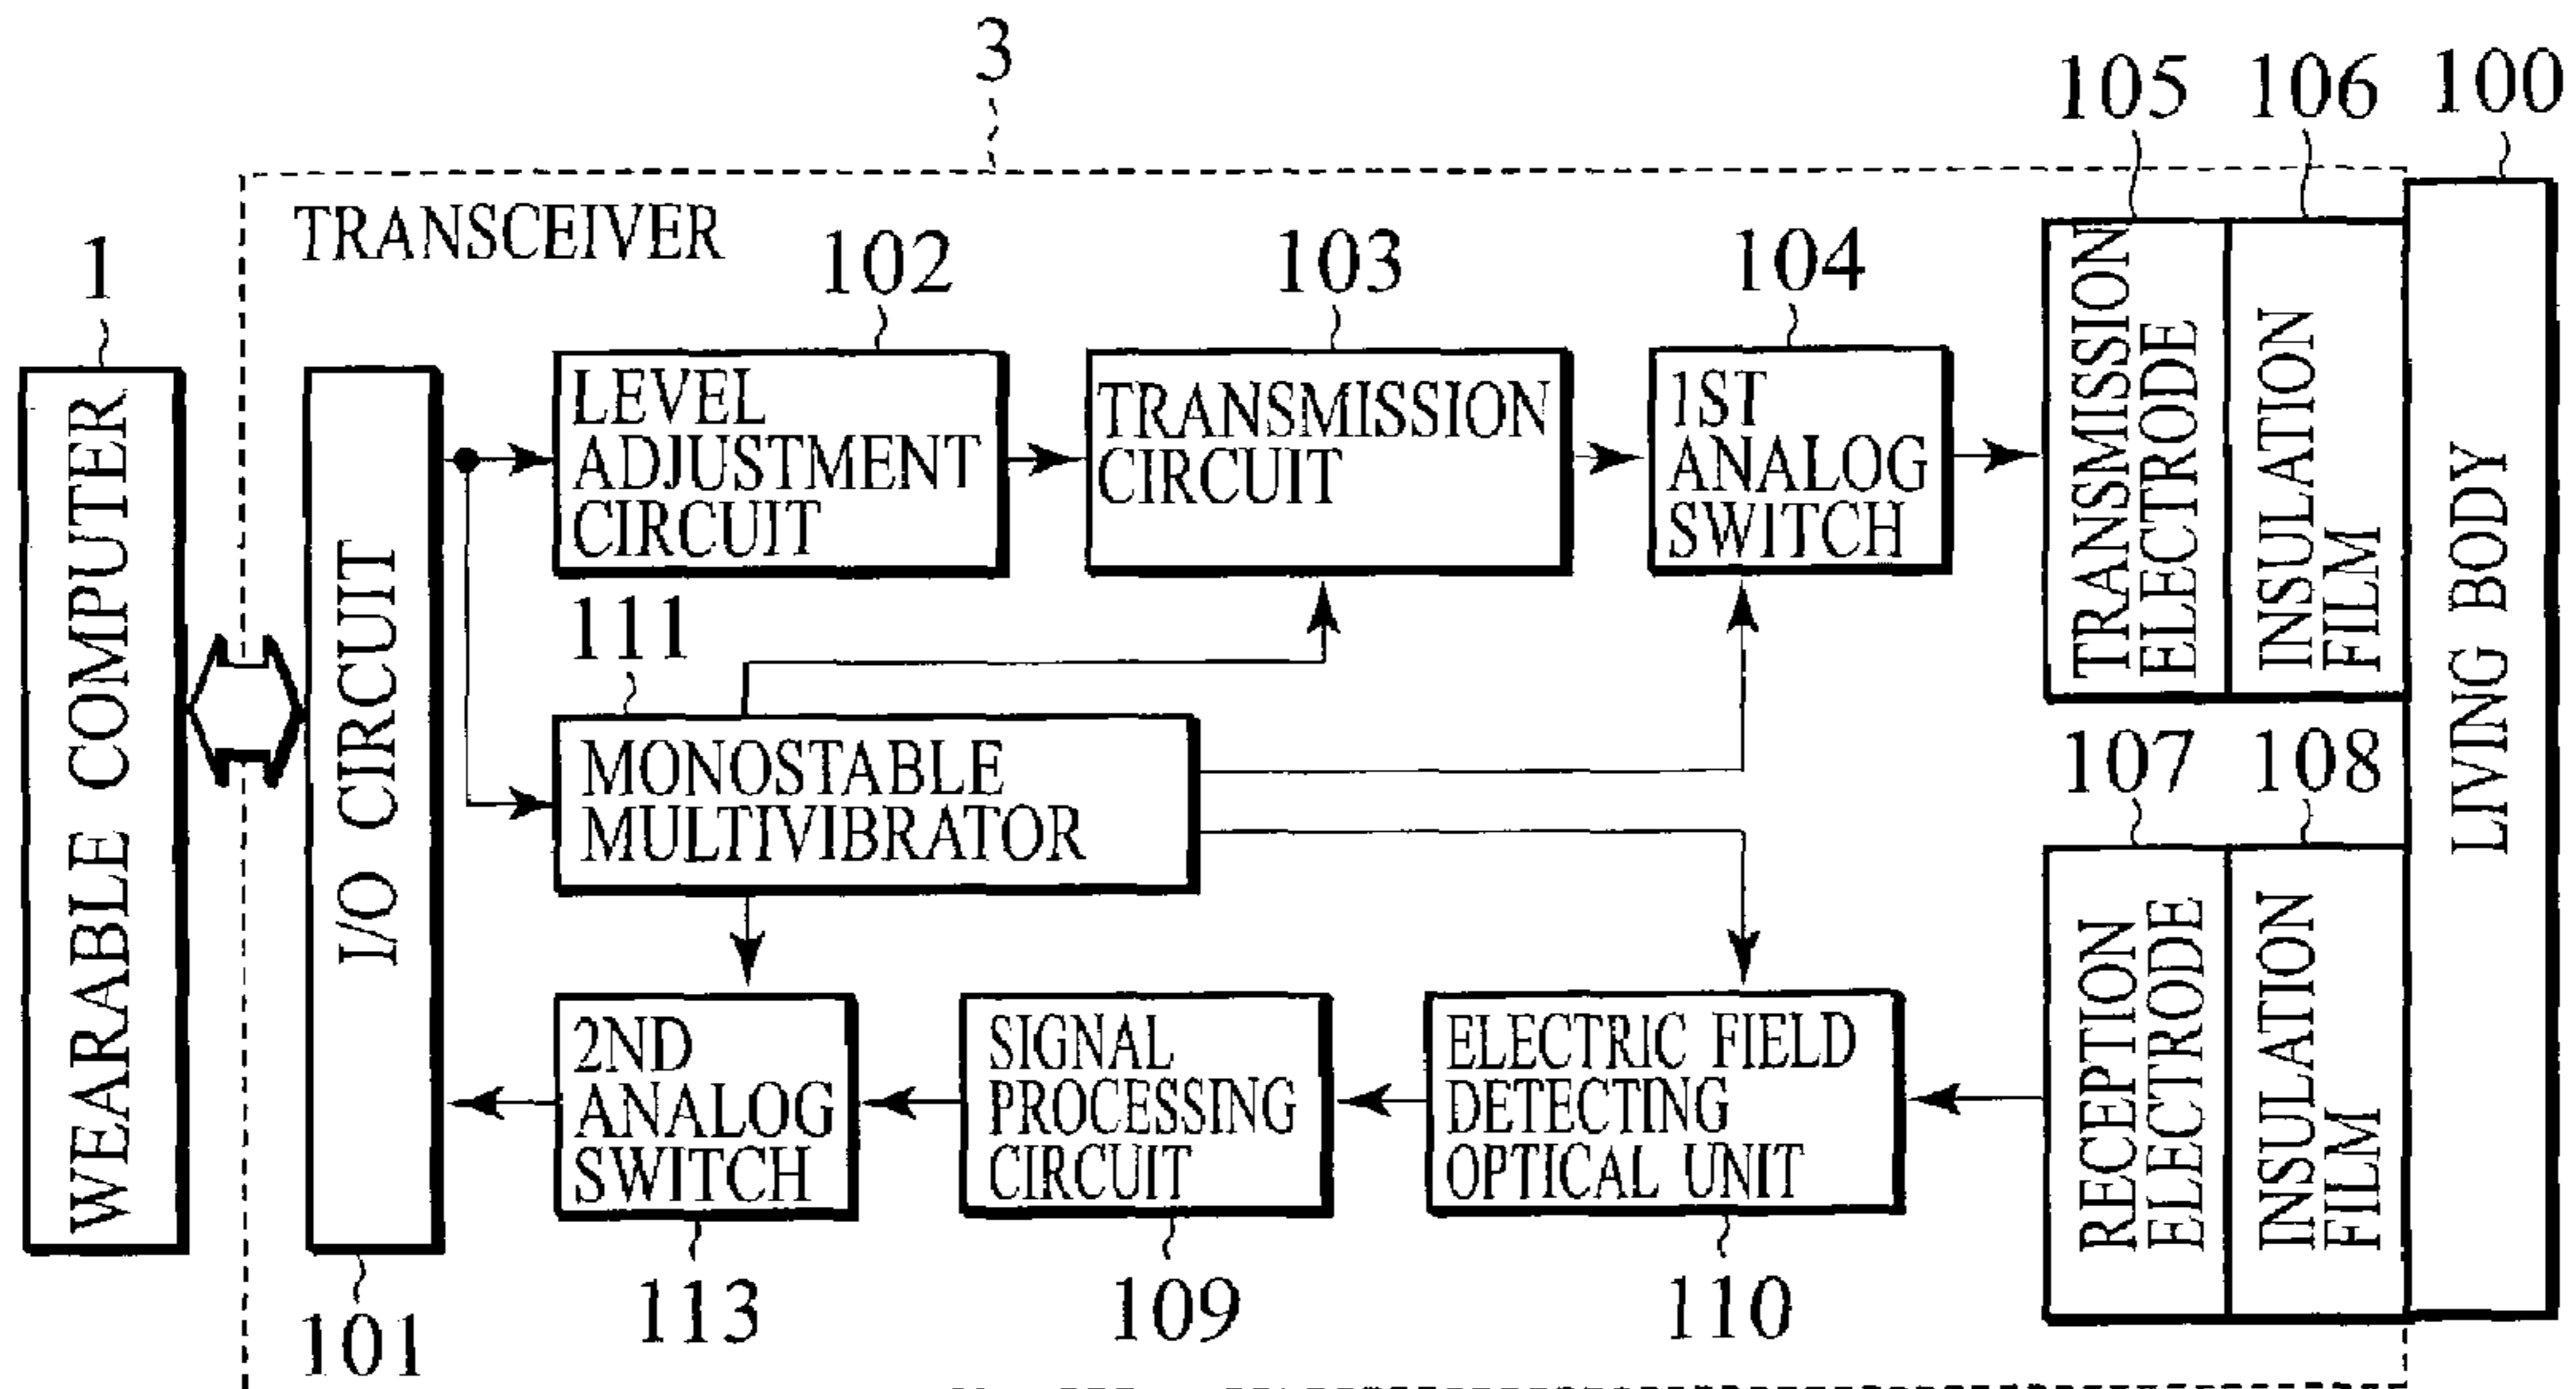 3
105 106 100
TRANSCEIVER
1
102
103
104
WEARABLE COMPUTER
I/O CIRCUIT
LEVEL
ADJUSTMENT
CIRCUIT
TRANSMISSION
CIRCUIT
1ST
ANALOG
SWITCH
TRANSMISSION
ELECTRODE
INSULATION
FILM
LIVING BODY
111
MONOSTABLE
MULTIVIBRATOR
107
108
2ND
ANALOG
SWITCH
SIGNAL
PROCESSING
CIRCUIT
ELECTRIC FIELD
DETECTING
OPTICAL UNIT
RECEPTION
ELECTRODE
INSULATION
FILM
101
113
109
110